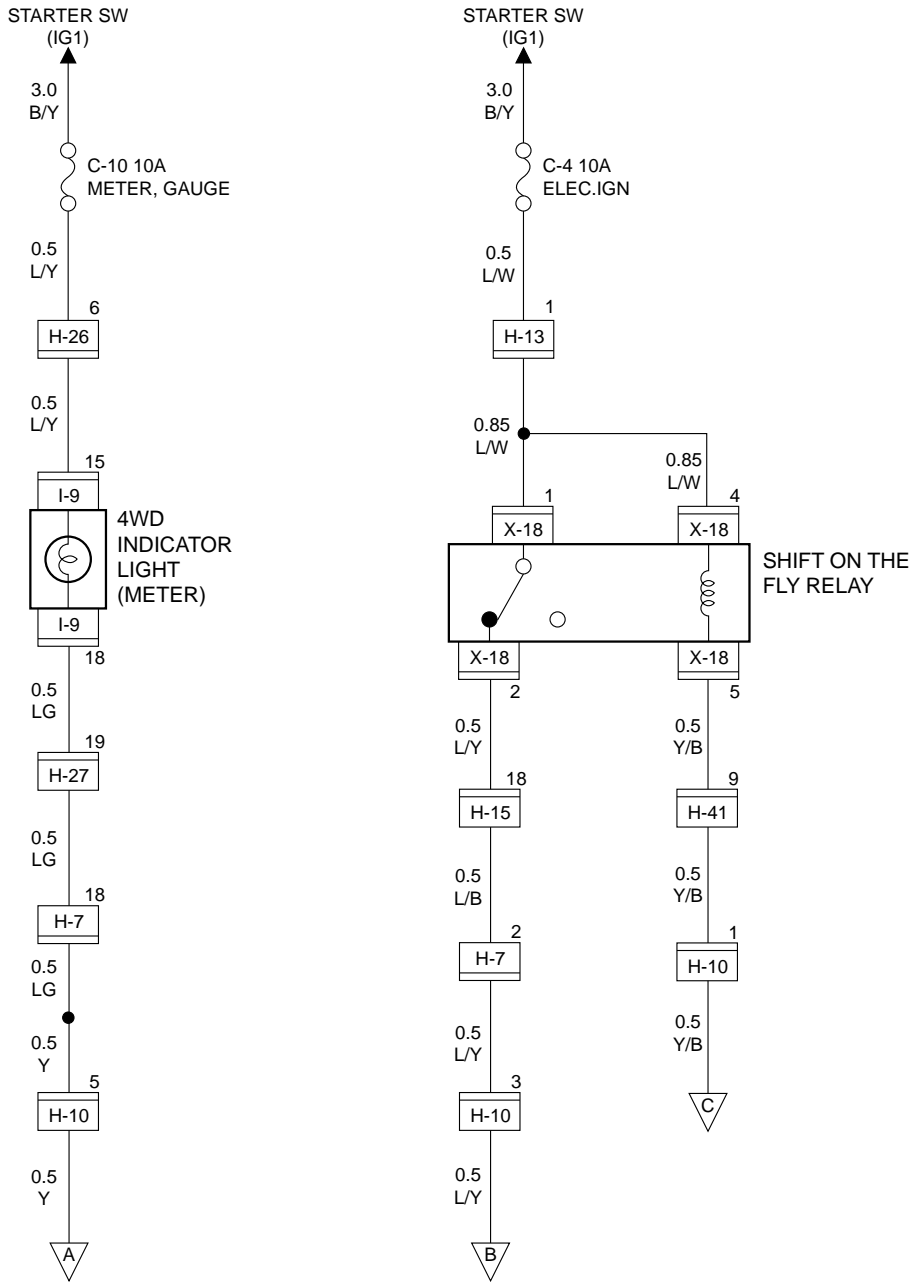 STARTER SW
(IG1)
3.0
B/Y
C-10 10A
METER, GAUGE
0.5
L/Y
6
H-26
0.5
L/Y
15
I-9
4WD
INDICATOR
LIGHT
(METER)
I-9
18
0.5
LG
19
H-27
0.5
LG
18
H-7
0.5
LG
0.5
Y
5
H-10
0.5
Y
A
STARTER SW
(IG1)
3.0
B/Y
C-4 10A
ELEC.IGN
0.5
L/W
1
H-13
0.85
L/W
0.85
L/W
1
X-18
4
X-18
SHIFT ON THE
FLY RELAY
X-18
2
X-18
5
0.5
L/Y
18
H-15
0.5
L/B
2
H-7
0.5
L/Y
3
H-10
0.5
L/Y
B
0.5
Y/B
9
H-41
0.5
Y/B
1
H-10
0.5
Y/B
C